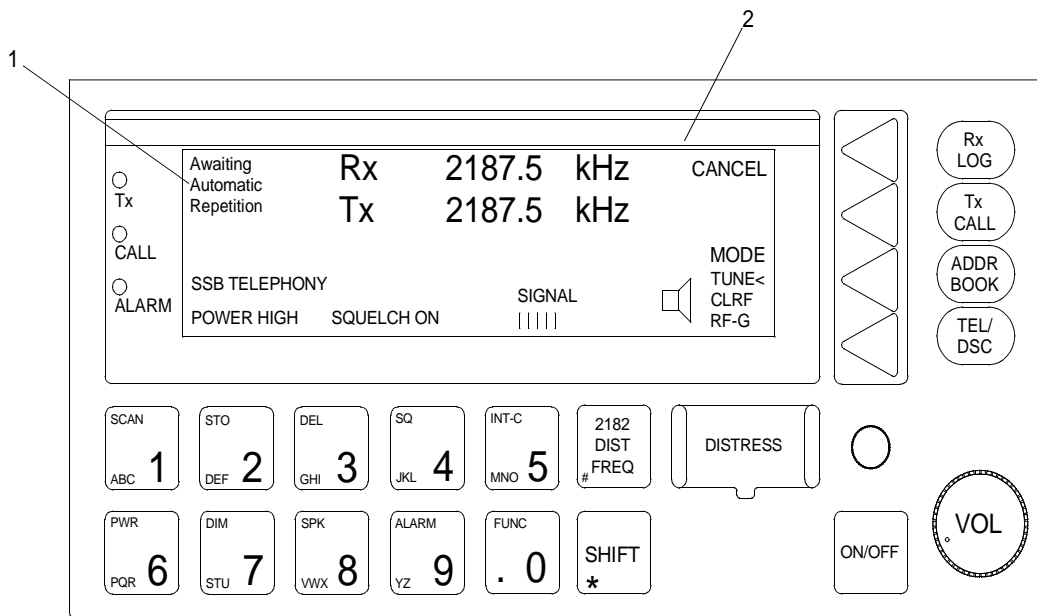 1
2
Awaiting
Automatic
Repetition
Rx 2187.5 kHz
Tx 2187.5 kHz
CANCEL
Tx
CALL
ALARM
SSB TELEPHONY
POWER HIGH SQUELCH ON
SIGNAL
MODE
TUNE<
CLRF
RF-G
Rx
LOG
Tx
CALL
ADDR
BOOK
TEL/
DSC
SCAN
ABC 1
STO
DEF 2
DEL
GHI 3
SQ
JKL 4
INT-C
MNO 5
2182
DIST
# FREQ
DISTRESS
PWR
PQR 6
DIM
STU 7
SPK
VWX 8
ALARM
YZ 9
FUNC
. 0
SHIFT
*
ON/OFF
VOL